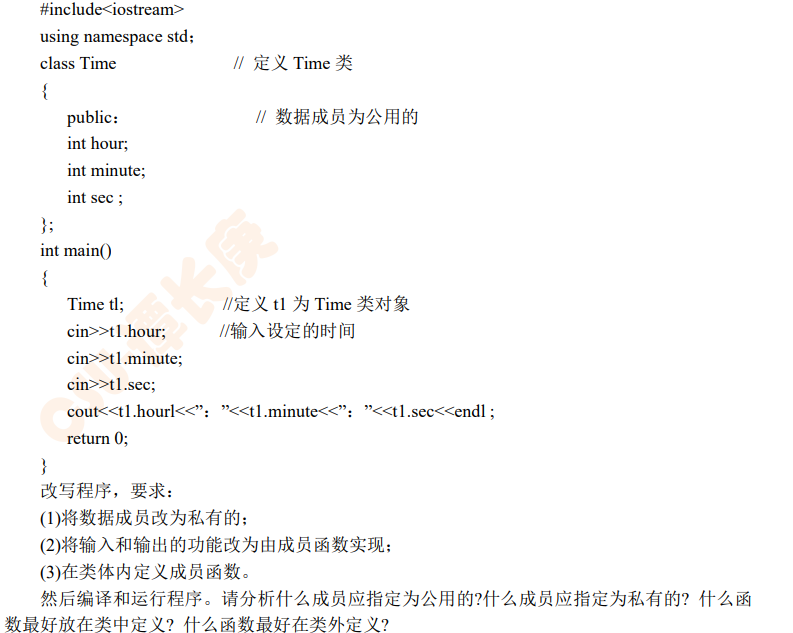 #include<iostream>
using namespace std；
class Time // 定义 Time 类
{
public： // 数据成员为公用的
int hour;
int minute;
int sec ;
};
int main()
{
Time tl; //定义 t1 为 Time 类对象
cin>>t1.hour; //输入设定的时间
cin>>t1.minute;
cin>>t1.sec;
cout<<t1.hourl<<”：”<<t1.minute<<”：”<<t1.sec<<endl ;
return 0;
}
改写程序，要求：
(1)将数据成员改为私有的；
(2)将输入和输出的功能改为由成员函数实现；
(3)在类体内定义成员函数。
然后编译和运行程序。请分析什么成员应指定为公用的?什么成员应指定为私有的? 什么函
数最好放在类中定义? 什么函数最好在类外定义?
CW 谭长庚